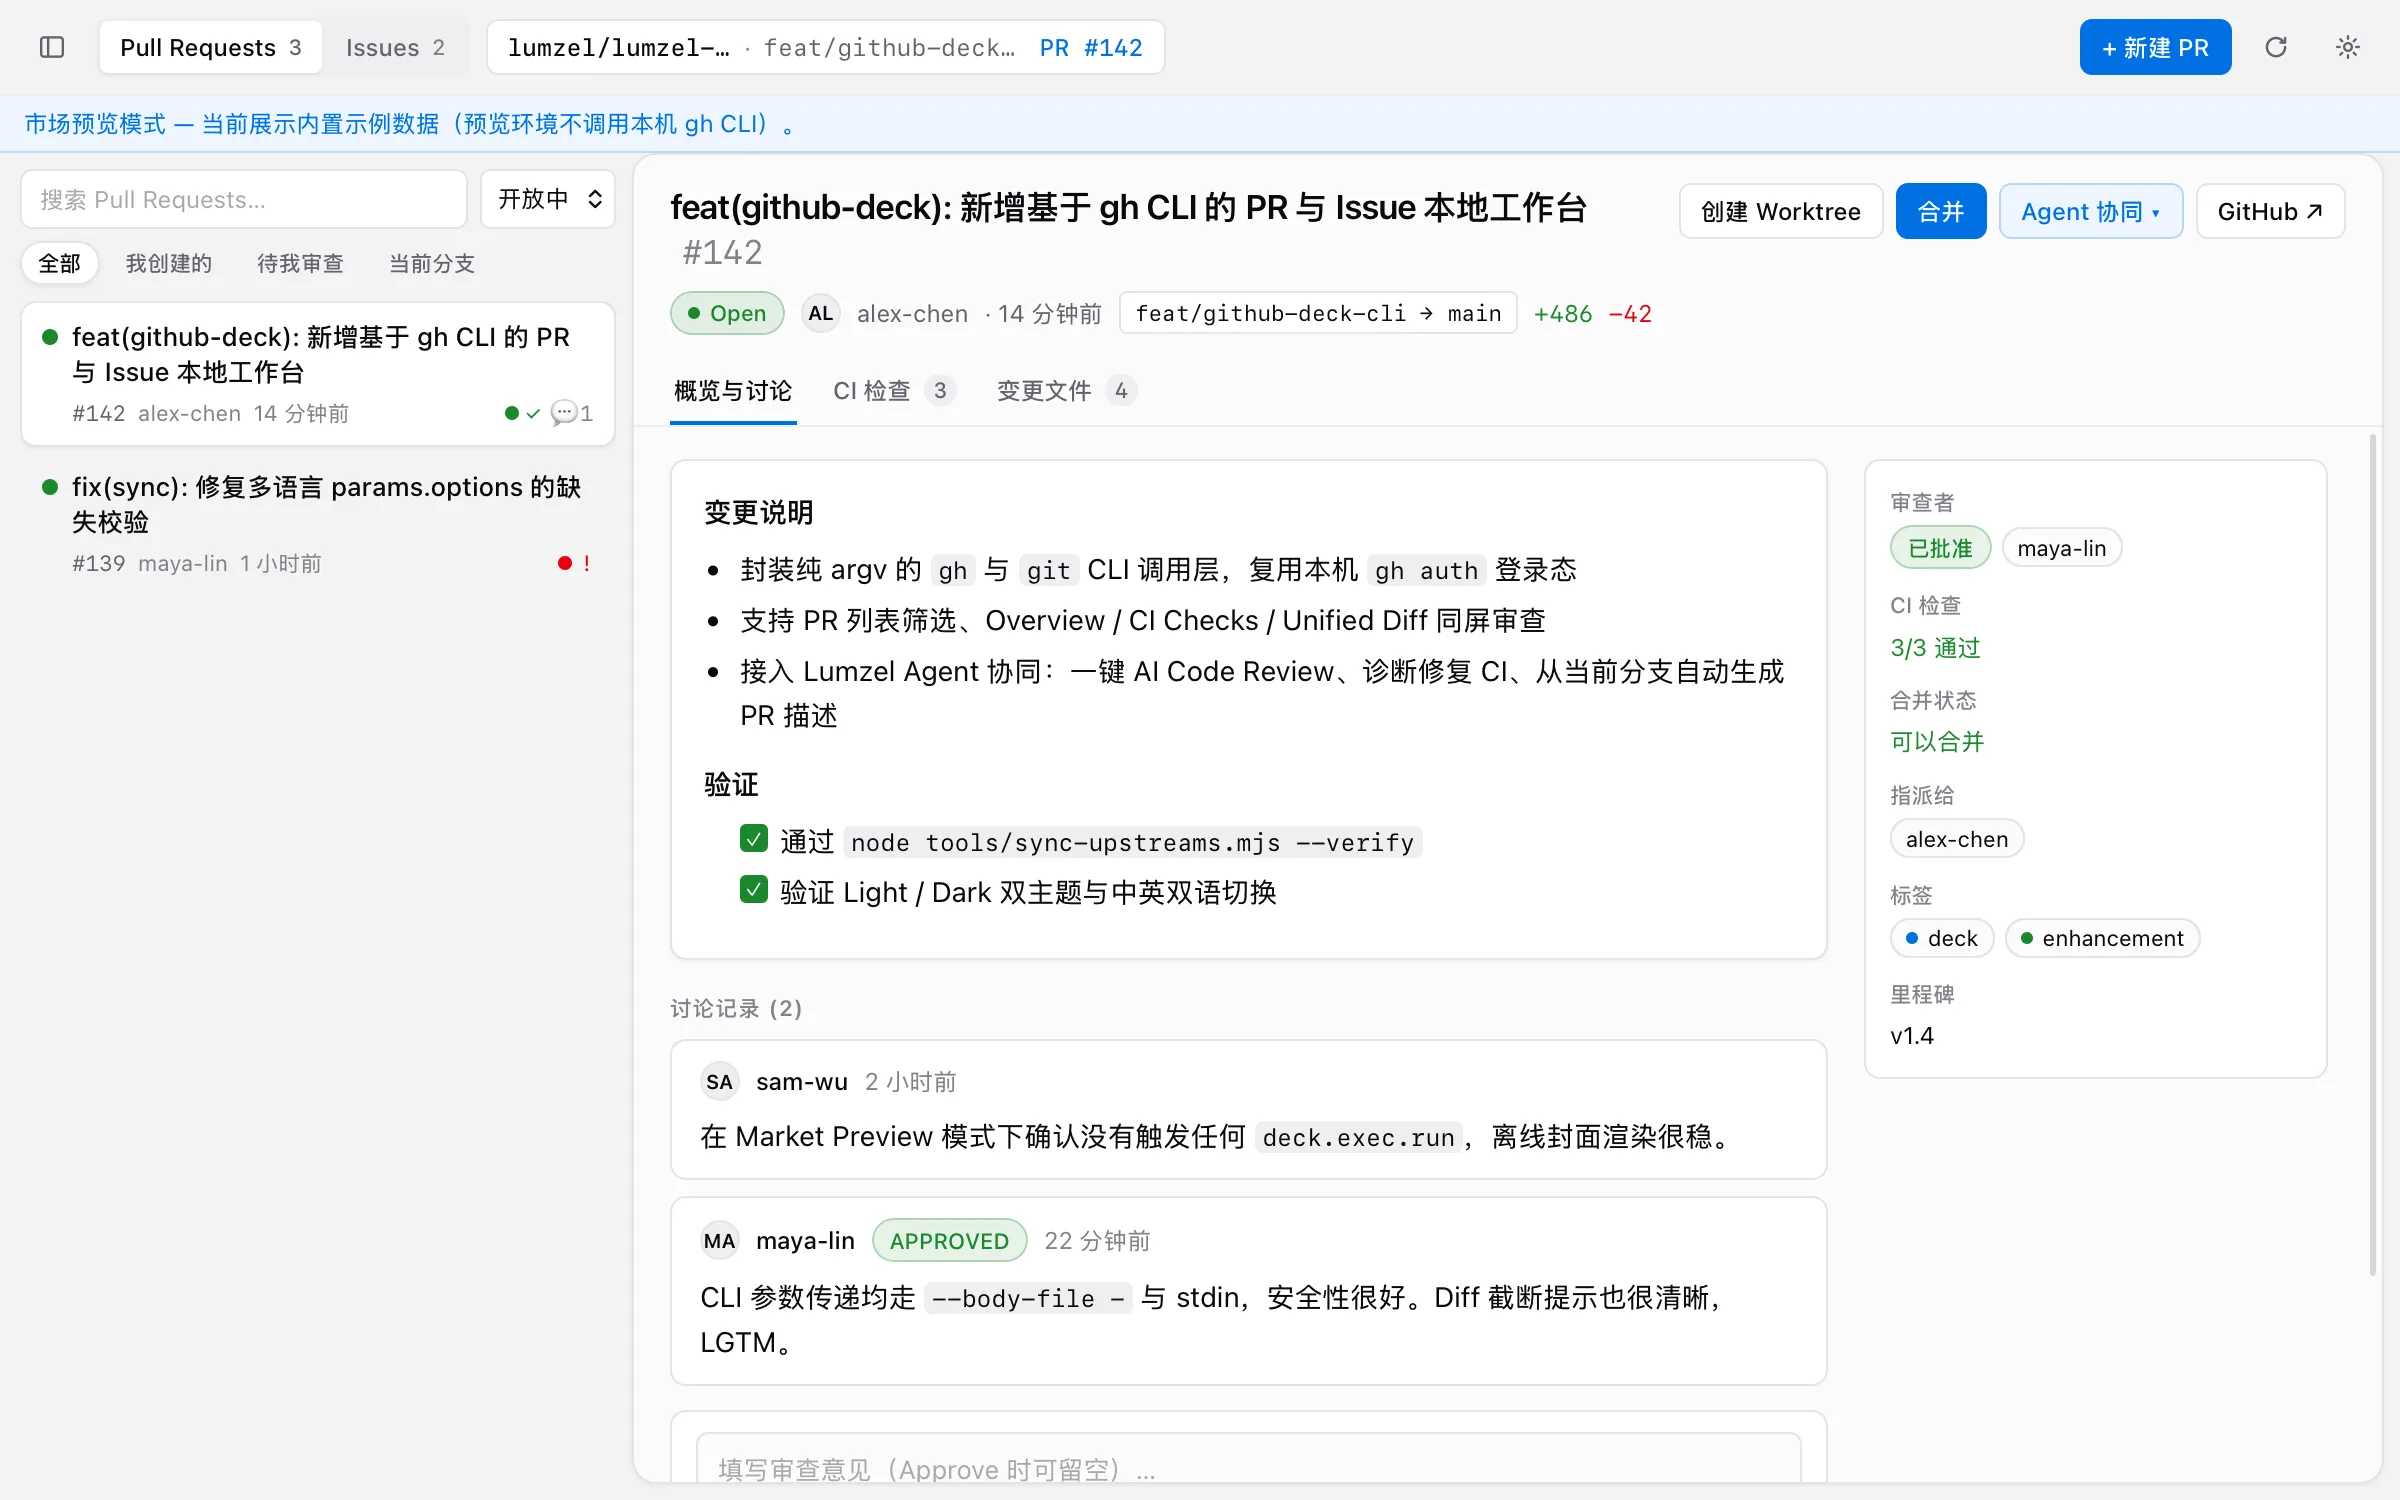 Pull Requests 3
Issues 2
lumzel/lumzel-… · feat/github-deck… PR #142
+ 新建 PR
市场预览模式 — 当前展示内置示例数据（预览环境不调用本机 gh CLI）。
搜索 Pull Requests...
开放中
全部 我创建的 待我审查 当前分支
feat(github-deck): 新增基于 gh CLI 的 PR
与 Issue 本地工作台
#142 alex-chen 14 分钟前 ✓ 💬1
fix(sync): 修复多语言 params.options 的缺
失校验
#139 maya-lin 1 小时前 !
feat(github-deck): 新增基于 gh CLI 的 PR 与 Issue 本地工作台
#142
创建 Worktree
合并
Agent 协同 ▾
GitHub ↗
Open AL alex-chen · 14 分钟前 feat/github-deck-cli → main +486 −42
概览与讨论 CI 检查 3 变更文件 4
变更说明
• 封装纯 argv 的 gh 与 git CLI 调用层，复用本机 gh auth 登录态
• 支持 PR 列表筛选、Overview / CI Checks / Unified Diff 同屏审查
• 接入 Lumzel Agent 协同：一键 AI Code Review、诊断修复 CI、从当前分支自动生成
PR 描述
验证
✓ 通过 node tools/sync-upstreams.mjs --verify
✓ 验证 Light / Dark 双主题与中英双语切换
讨论记录 (2)
SA sam-wu 2 小时前
在 Market Preview 模式下确认没有触发任何 deck.exec.run，离线封面渲染很稳。
MA maya-lin APPROVED 22 分钟前
CLI 参数传递均走 --body-file - 与 stdin，安全性很好。Diff 截断提示也很清晰，
LGTM。
填写审查意见（Approve 时可留空）...
审查者
已批准 maya-lin
CI 检查
3/3 通过
合并状态
可以合并
指派给
alex-chen
标签
deck enhancement
里程碑
v1.4